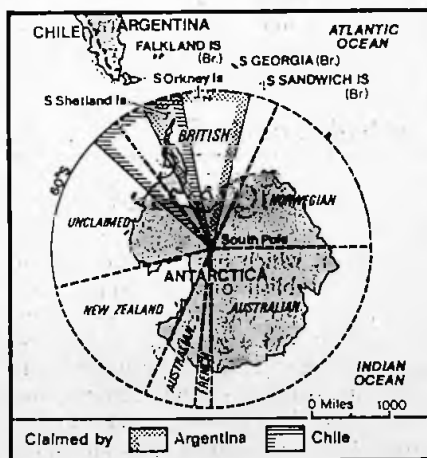 CHILE
ARGENTINA
ATLANTIC
OCEAN
FALKLAND IS
(Br.)
S GEORGIA (Br.)
S Orkney Is
S SANDWICH IS
(Br)
S Shetland Is
BRITISH
60°S
NORWEGIAN
UNCLAIMED
South Pole
ANTARCTICA
NEW ZEALAND
AUSTRALIAN
FRENCH
AUSTRALIAN
INDIAN
OCEAN
0 Miles 1000
Claimed by Argentina Chile